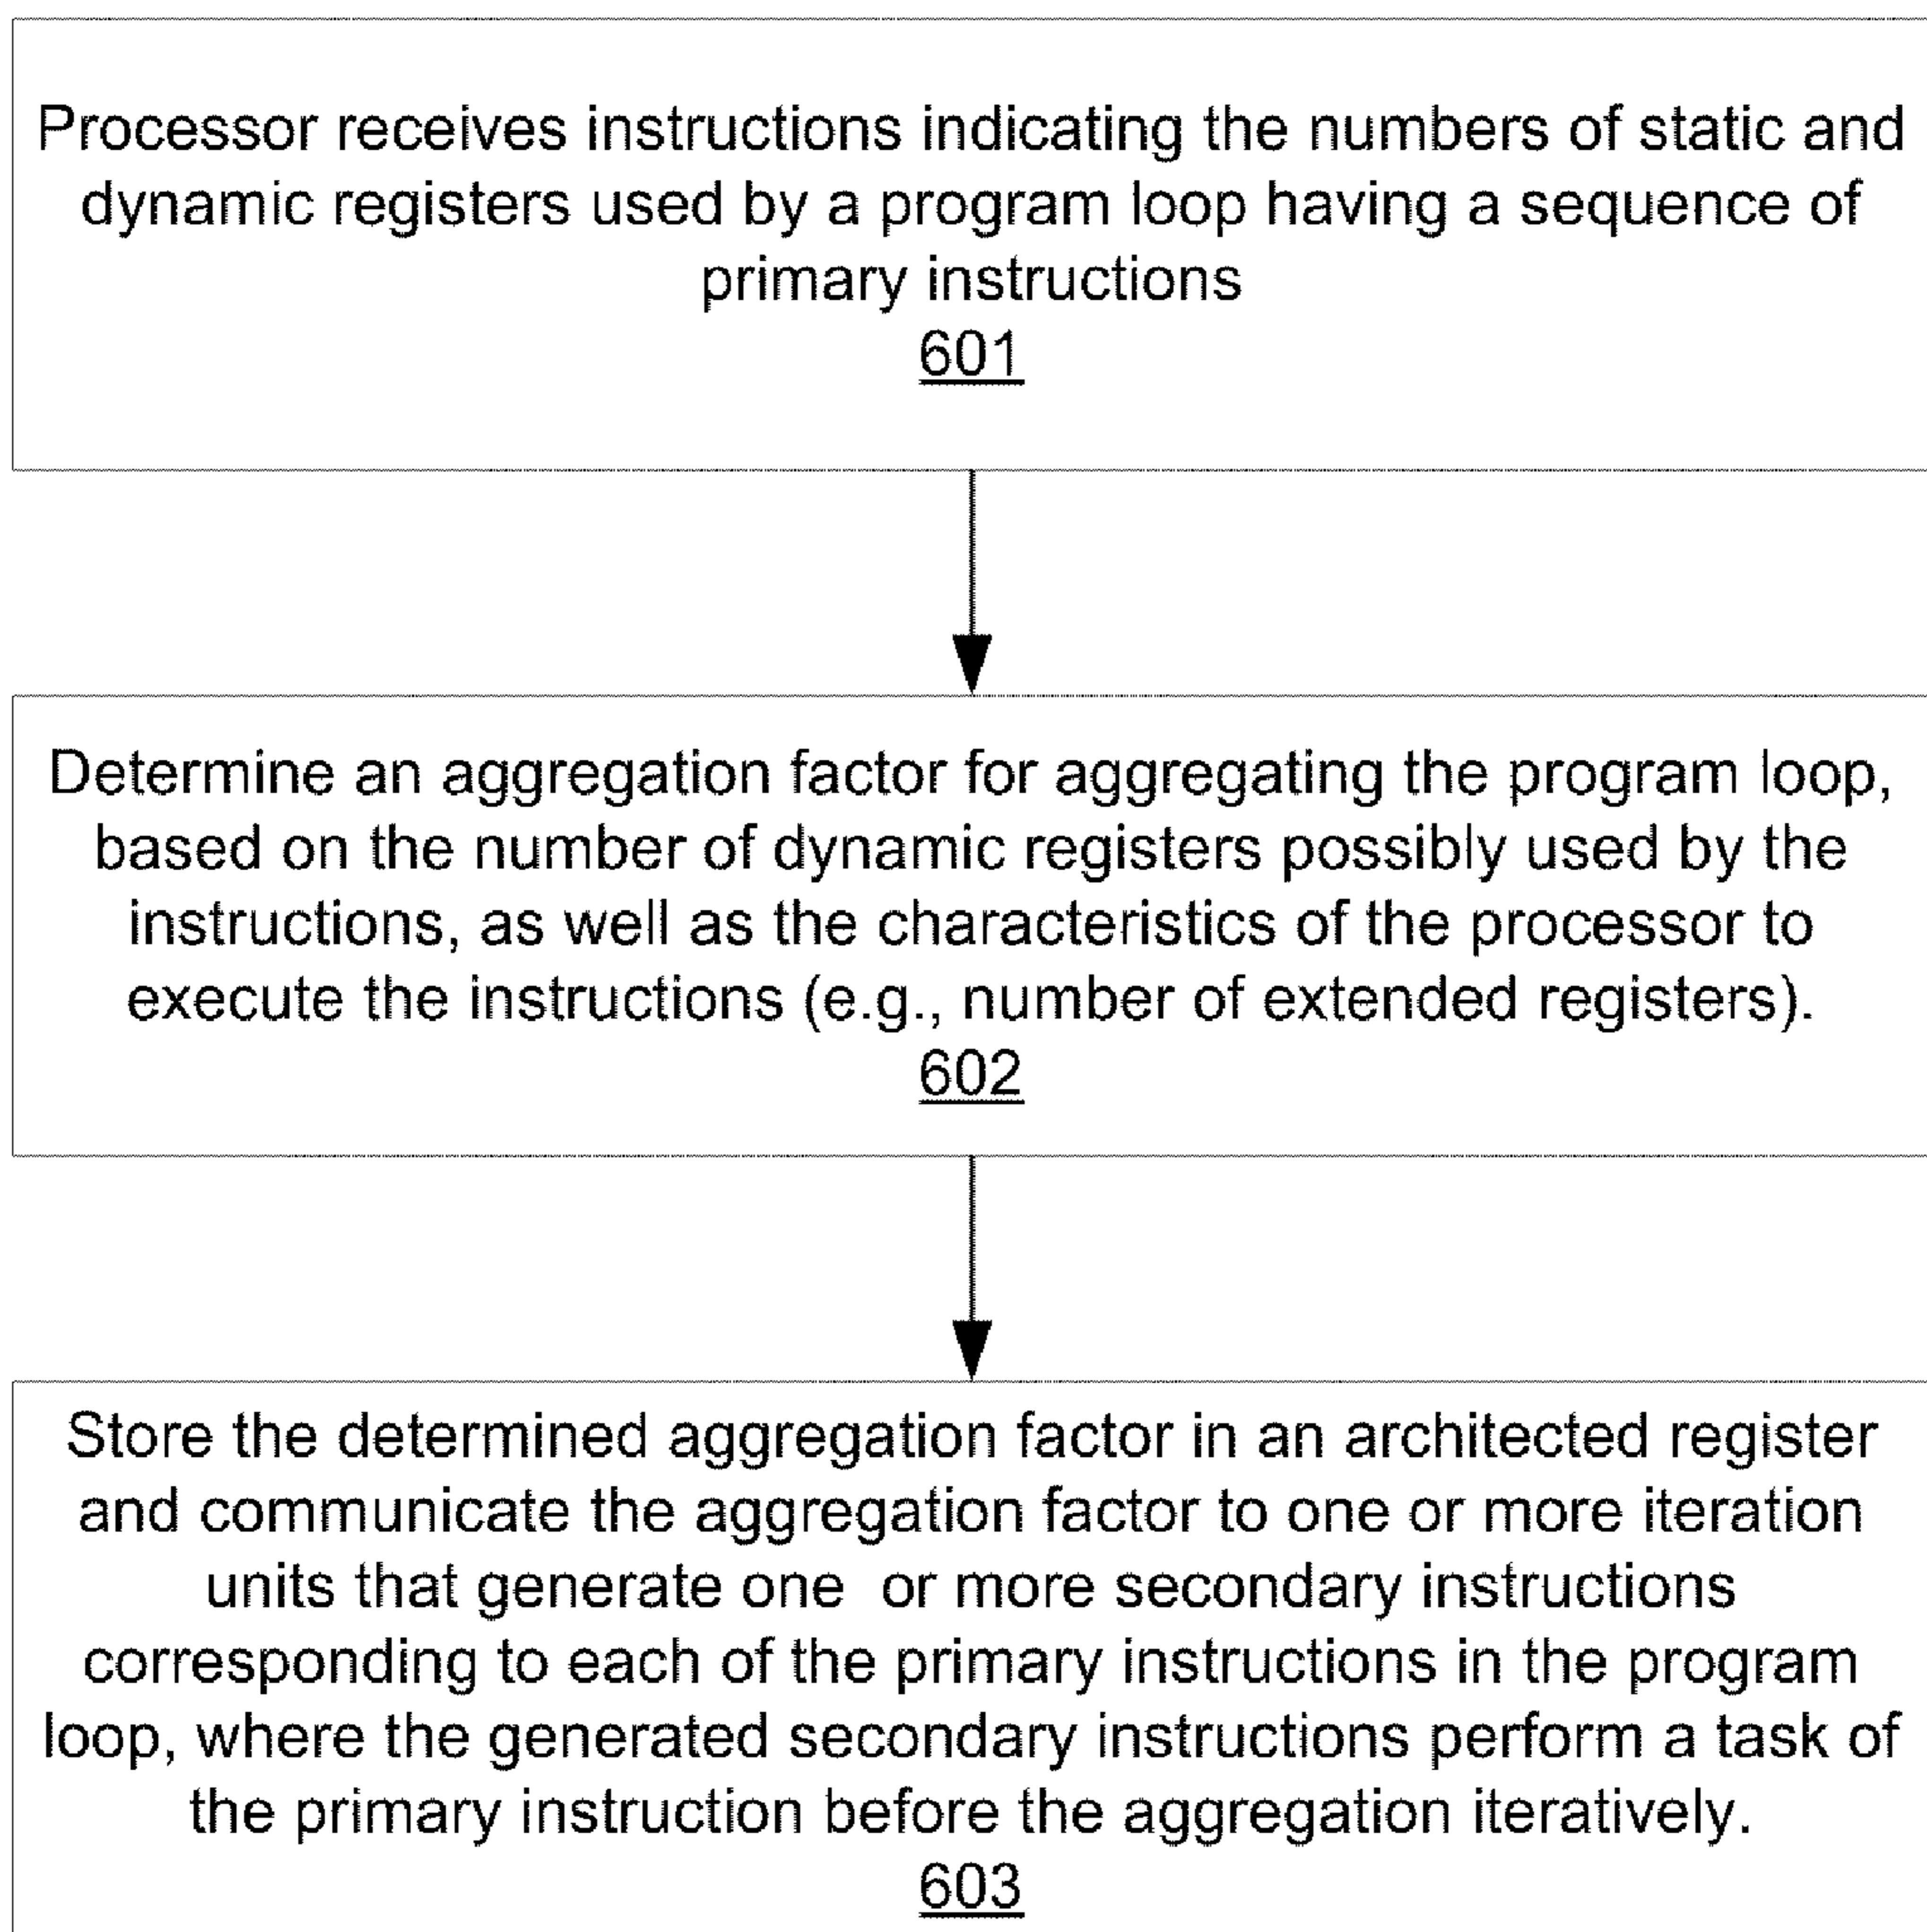 Processor receives instructions indicating the numbers of static and
dynamic registers used by a program loop having a sequence of
primary instructions
601
Determine an aggregation factor for aggregating the program loop,
based on the number of dynamic registers possibly used by the
instructions, as well as the characteristics of the processor to
execute the instructions (e.g., number of extended registers).
602
Store the determined aggregation factor in an architected register
and communicate the aggregation factor to one or more iteration
units that generate one or more secondary instructions
corresponding to each of the primary instructions in the program
loop, where the generated secondary instructions perform a task of
the primary instruction before the aggregation iteratively.
603